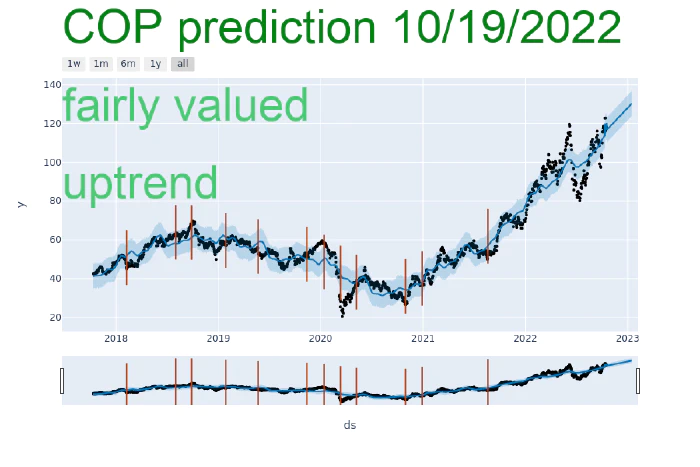 COP prediction 10/19/2022
1w 1m 6m 1y all
fairly valued
uptrend
140
120
100
80
60
40
20
y
2018 2019 2020 2021 2022 2023
ds